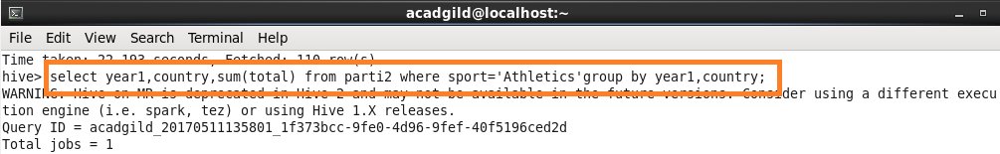 acadgild@localhost:~
File Edit View Search Terminal Help
Time taken: 22.193 seconds, Fetched: 110 row(s)
hive> select year1,country,sum(total) from parti2 where sport='Athletics'group by year1,country;
WARNING: Hive-on-MR is deprecated in Hive 2 and may not be available in the future versions. Consider using a different execu
tion engine (i.e. spark, tez) or using Hive 1.X releases.
Query ID = acadgild_20170511135801_1f373bcc-9fe0-4d96-9fef-40f5196ced2d
Total jobs = 1